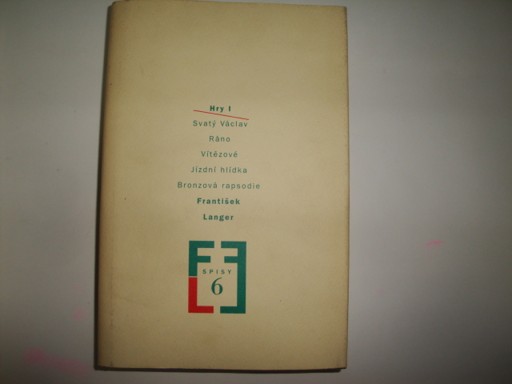 Hry I
Svatý Václav
Ráno
Vítězové
Jízdní hlídka
Bronzová rapsodie
František
Langer
SPISY
6